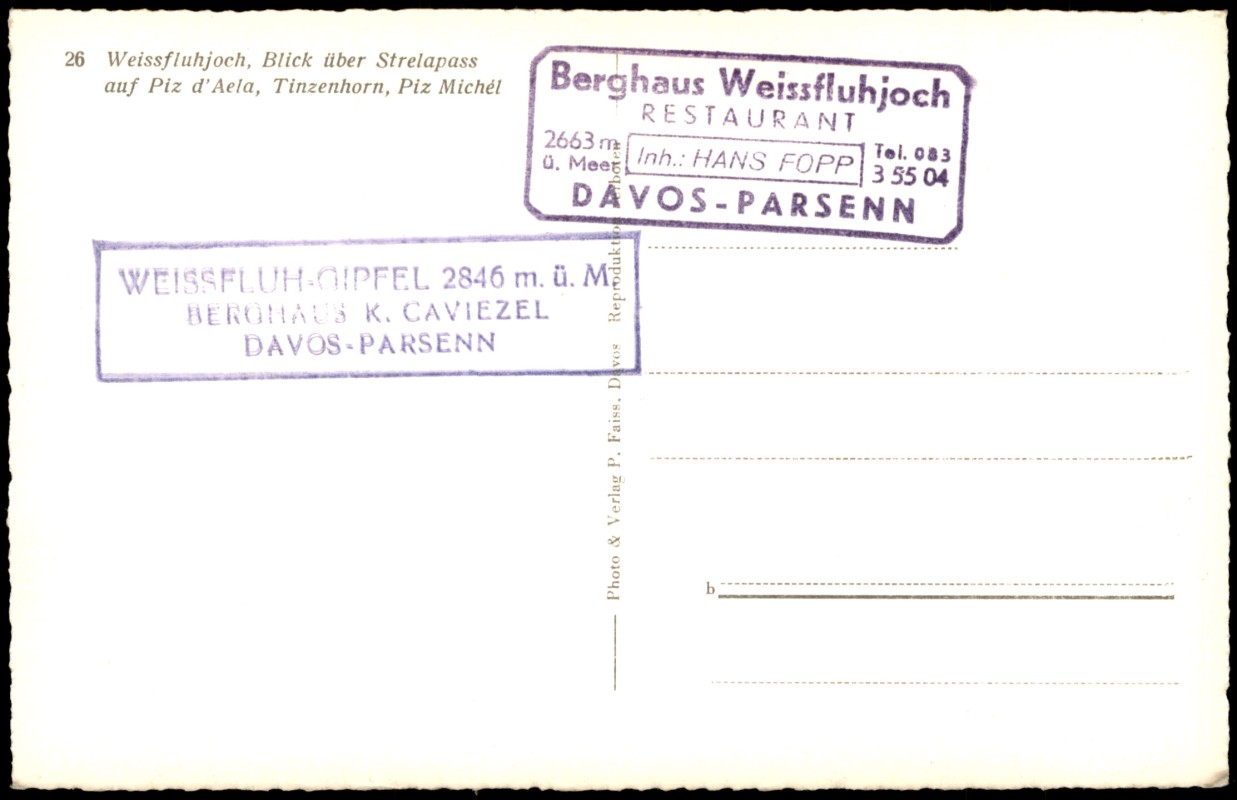 26 Weissfluhjoch, Blick über Strelapass
auf Piz d'Aela, Tinzenhorn, Piz Michél
Berghaus Weissfluhjoch
RESTAURANT
2663 m
ü. Meer
Inh.: HANS FOPP
Tel. 083
3 55 04
DAVOS-PARSENN
WEISSFLUH-GIPFEL 2846 m. ü. M.
BERGHAUS K. CAVIEZEL
DAVOS-PARSENN
Photo & Verlag P. Faiss, Davos Reproduktion verboten
b